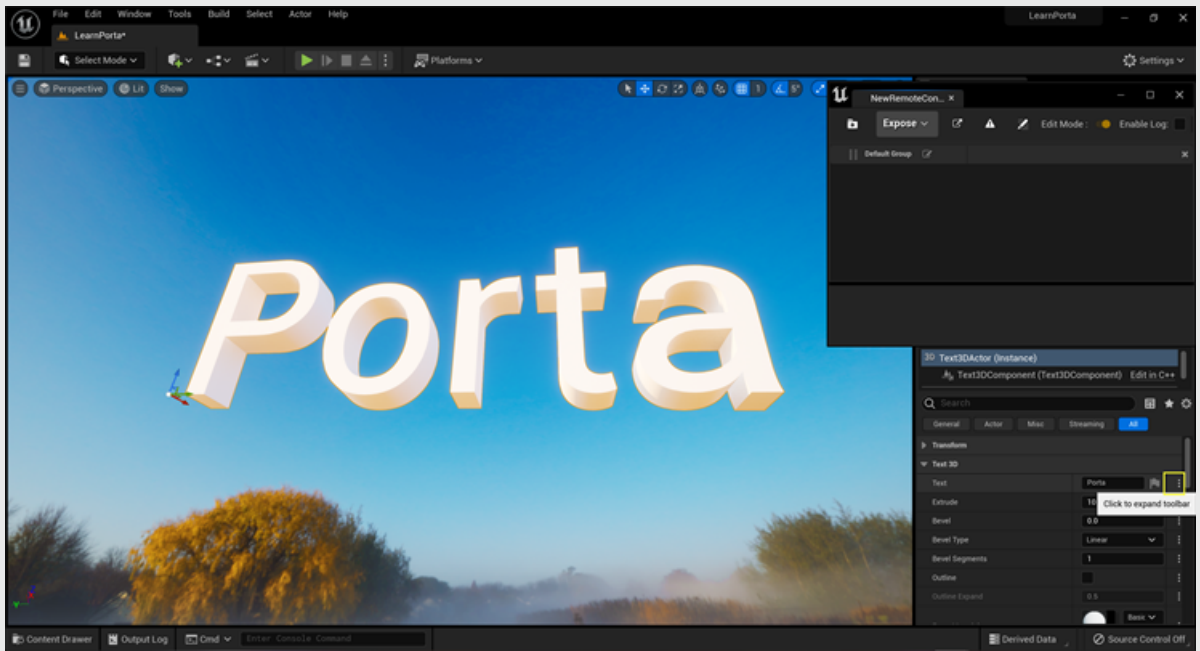 File Edit Window Tools Build Select Actor Help
LearnPorta
LearnPorta*
Select Mode
Platforms
Settings
Perspective Lit Show
1 5°
NewRemoteCon...
Expose Edit Mode : Enable Log:
Default Group
Porta
3D Text3DActor (Instance)
Text3DComponent (Text3DComponent) Edit in C++
Search
General Actor Misc Streaming All
Transform
Text 3D
Text Porta
Extrude 10
Click to expand toolbar
Bevel 0.0
Bevel Type Linear
Bevel Segments 1
Outline
Outline Expand 0.5
Basic
Content Drawer Output Log Cmd Enter Console Command Derived Data Source Control Off